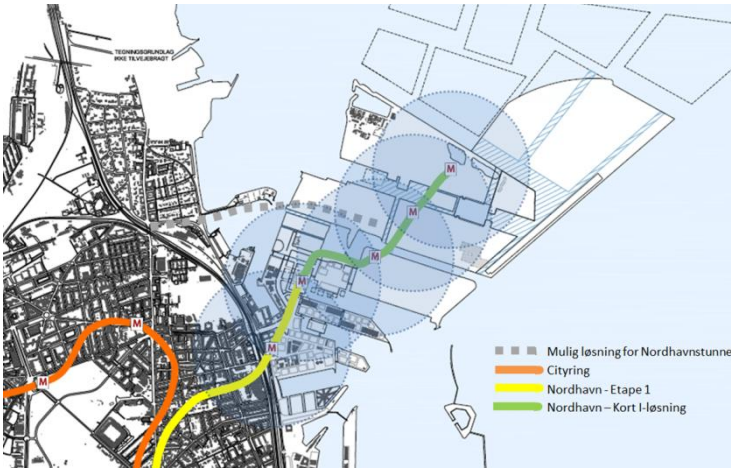 TEGNINGSGRUNDLAG
IKKE TILVEJEBRAGT
M
M
M
M
M
M
M
Mulig løsning for Nordhavnstunne
Cityring
Nordhavn - Etape 1
Nordhavn – Kort I-løsning